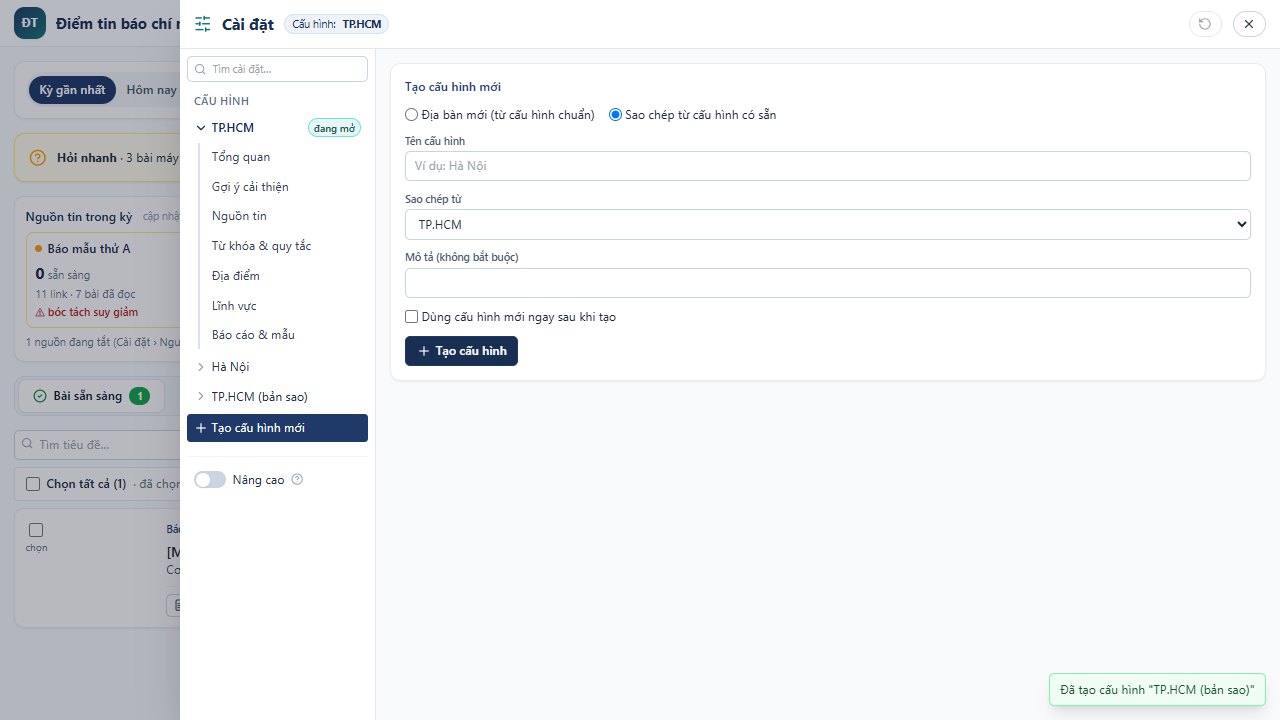 ĐT
Điểm tin báo chí
Kỳ gần nhất
Hôm nay
Hỏi nhanh · 3 bài máy
Nguồn tin trong kỳ
cập nhậ
Báo mẫu thử A
0 sẵn sàng
11 link · 7 bài đã đọc
bóc tách suy giảm
1 nguồn đang tắt (Cài đặt › Ngu
Bài sẵn sàng
1
Tìm tiêu đề...
Chọn tất cả (1)
· đã chọn
chọn
Báo
[M
Cơ
Cài đặt
Cấu hình: TP.HCM
Tìm cài đặt...
CẤU HÌNH
TP.HCM
đang mở
Tổng quan
Gợi ý cải thiện
Nguồn tin
Từ khóa & quy tắc
Địa điểm
Lĩnh vực
Báo cáo & mẫu
Hà Nội
TP.HCM (bản sao)
Tạo cấu hình mới
Nâng cao
Tạo cấu hình mới
Địa bàn mới (từ cấu hình chuẩn)
Sao chép từ cấu hình có sẵn
Tên cấu hình
Ví dụ: Hà Nội
Sao chép từ
TP.HCM
Mô tả (không bắt buộc)
Dùng cấu hình mới ngay sau khi tạo
Tạo cấu hình
Đã tạo cấu hình "TP.HCM (bản sao)"